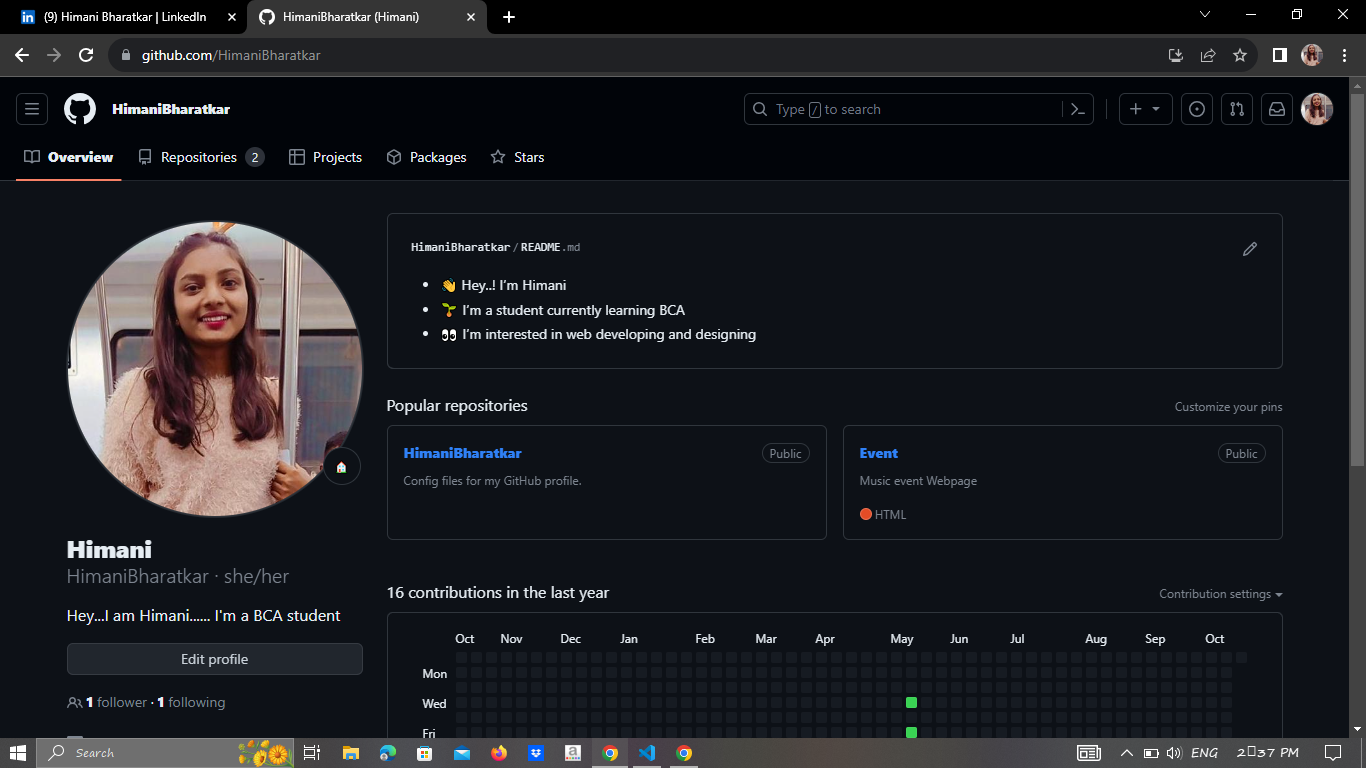 (9) Himani Bharatkar | LinkedIn
HimaniBharatkar (Himani)
github.com/HimaniBharatkar
HimaniBharatkar
Type / to search
Overview
Repositories 2
Projects
Packages
Stars
HimaniBharatkar / README.md
👋 Hey..! I'm Himani
🌱 I'm a student currently learning BCA
👀 I'm interested in web developing and designing
Popular repositories
Customize your pins
HimaniBharatkar
Public
Config files for my GitHub profile.
Event
Public
Music event Webpage
HTML
Himani
HimaniBharatkar · she/her
Hey...I am Himani...... I'm a BCA student
Edit profile
1 follower · 1 following
16 contributions in the last year
Contribution settings
Oct Nov Dec Jan Feb Mar Apr May Jun Jul Aug Sep Oct
Mon
Wed
Fri
Search
ENG
2▯37 PM